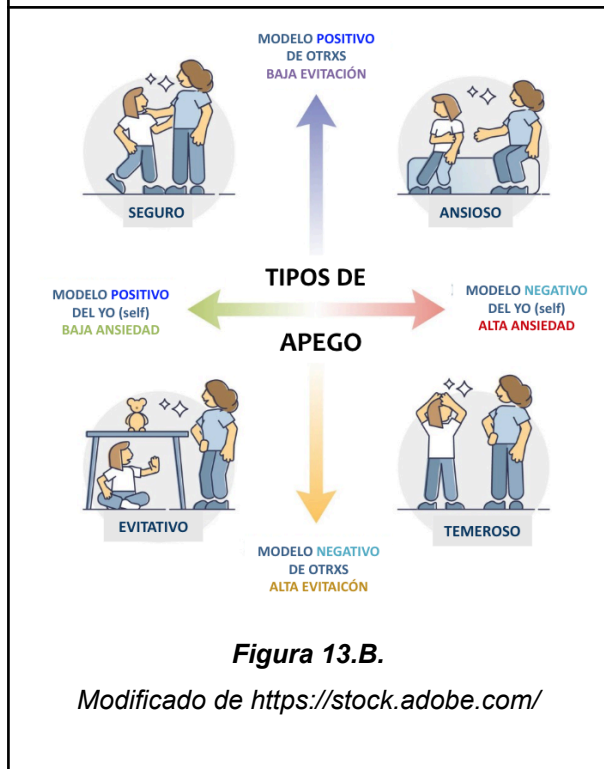 MODELO POSITIVO
DE OTRXS
BAJA EVITACIÓN
SEGURO
ANSIOSO
TIPOS DE
APEGO
MODELO POSITIVO
DEL YO (self)
BAJA ANSIEDAD
MODELO NEGATIVO
DEL YO (self)
ALTA ANSIEDAD
EVITATIVO
TEMEROSO
MODELO NEGATIVO
DE OTRXS
ALTA EVITAICÓN
Figura 13.B.
Modificado de https://stock.adobe.com/